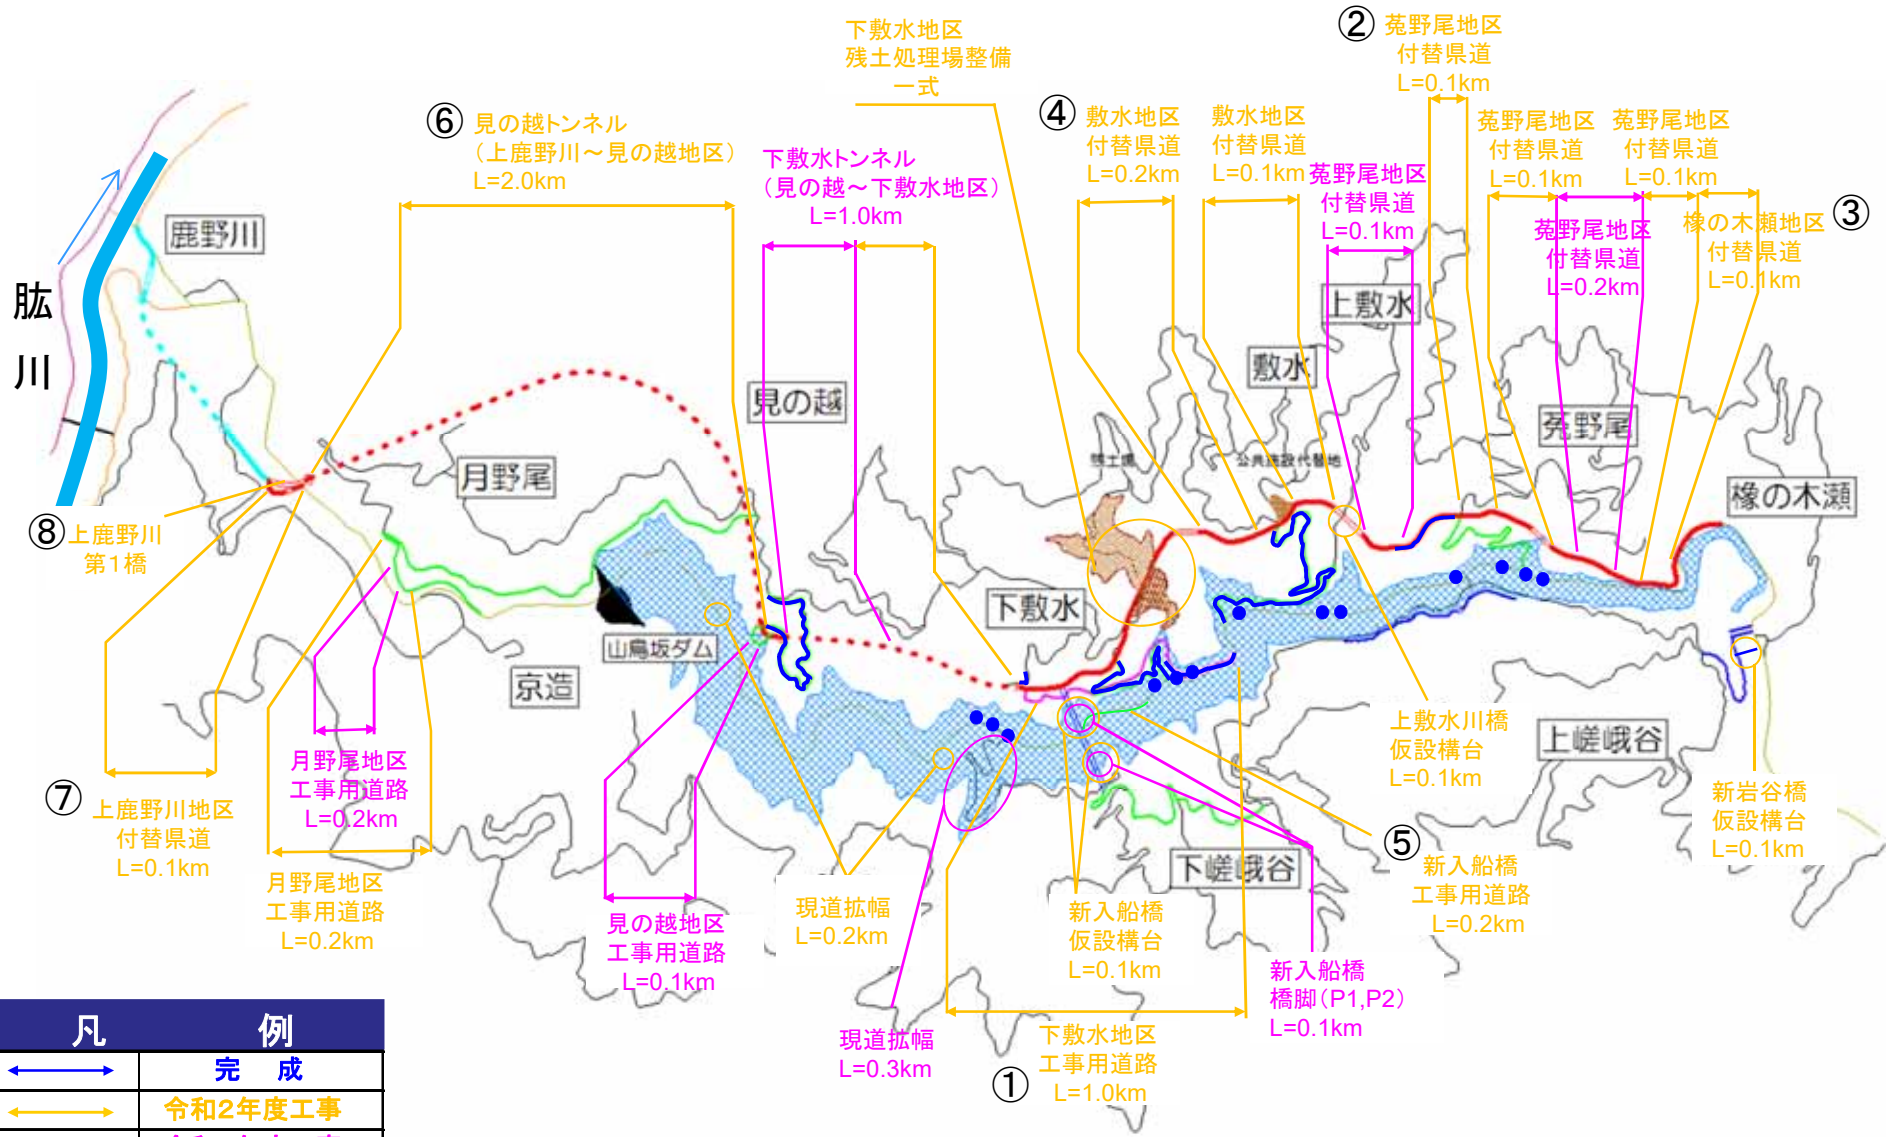 下敷水地区
残土処理場整備
一式
②
菟野尾地区
付替県道
L=0.1km
⑥
見の越トンネル
（上鹿野川～見の越地区）
L=2.0km
下敷水トンネル
（見の越～下敷水地区）
L=1.0km
④
敷水地区
付替県道
L=0.2km
敷水地区
付替県道
L=0.1km
菟野尾地区
付替県道
L=0.1km
菟野尾地区
付替県道
L=0.1km
菟野尾地区
付替県道
L=0.1km
菟野尾地区
付替県道
L=0.2km
橡の木瀬地区
付替県道
L=0.1km
③
鹿野川
肱
川
上敷水
敷水
見の越
菟野尾
月野尾
残土場
公共施設代替地
橡の木瀬
⑧
上鹿野川
第1橋
下敷水
山鳥坂ダム
京造
上敷水川橋
仮設構台
L=0.1km
上嵯峨谷
月野尾地区
工事用道路
L=0.2km
⑦
上鹿野川地区
付替県道
L=0.1km
新岩谷橋
仮設構台
L=0.1km
下嵯峨谷
⑤
新入船橋
工事用道路
L=0.2km
月野尾地区
工事用道路
L=0.2km
見の越地区
工事用道路
L=0.1km
現道拡幅
L=0.2km
新入船橋
仮設構台
L=0.1km
新入船橋
橋脚（P1,P2）
L=0.1km
現道拡幅
L=0.3km
①
下敷水地区
工事用道路
L=1.0km
凡 例
完 成
令和2年度工事